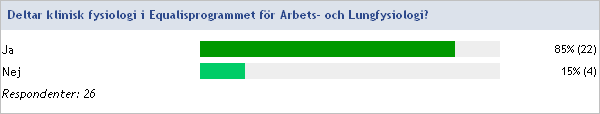 Deltar klinisk fysiologi i Equalisprogrammet för Arbets- och Lungfysiologi?
Ja 85% (22)
Nej 15% (4)
Respondenter: 26